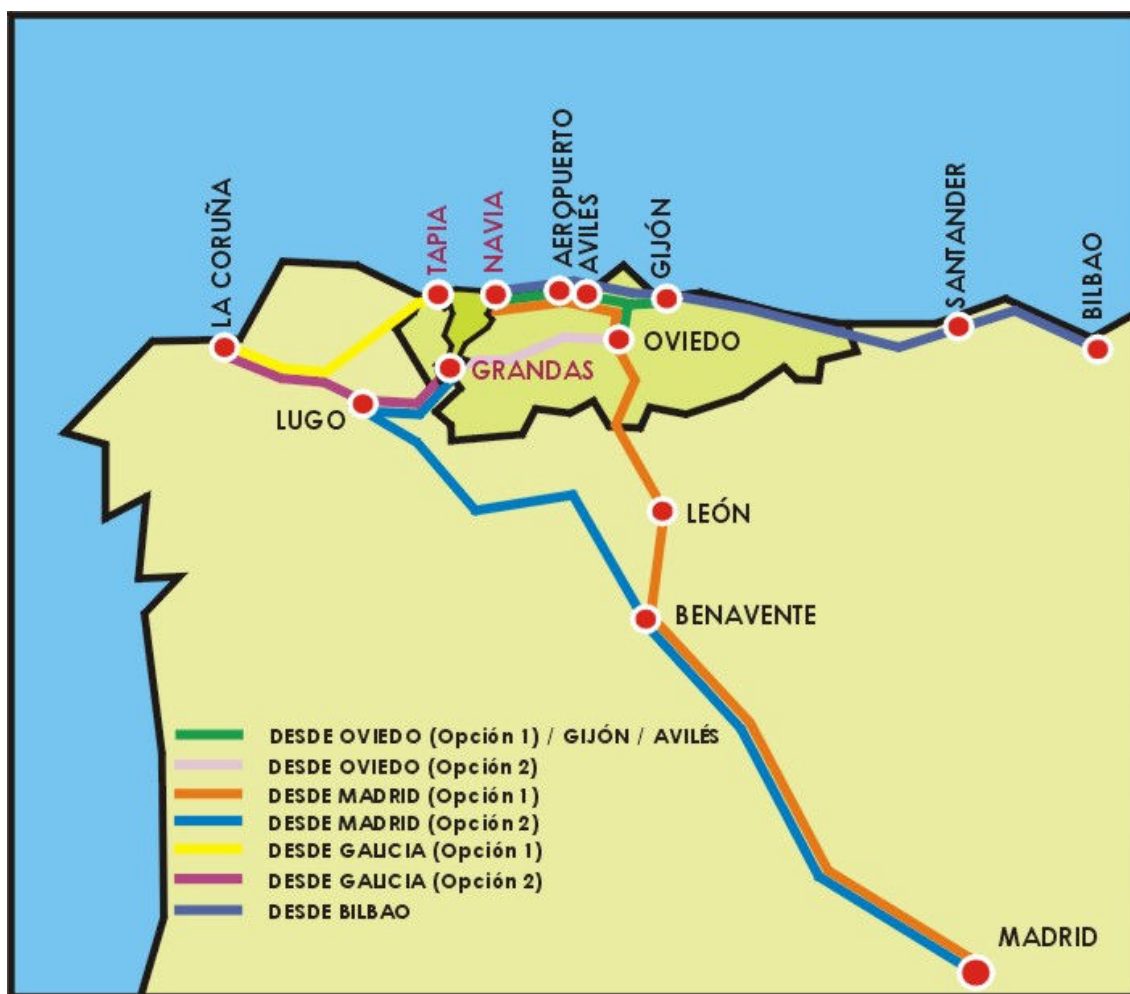 LA CORUÑA
TAPIA
NAVIA
AEROPUERTO
AVILÉS
GIJÓN
SANTANDER
BILBAO
OVIEDO
GRANDAS
LUGO
LEÓN
BENAVENTE
DESDE OVIEDO (Opción 1) / GIJÓN / AVILÉS
DESDE OVIEDO (Opción 2)
DESDE MADRID (Opción 1)
DESDE MADRID (Opción 2)
DESDE GALICIA (Opción 1)
DESDE GALICIA (Opción 2)
DESDE BILBAO
MADRID